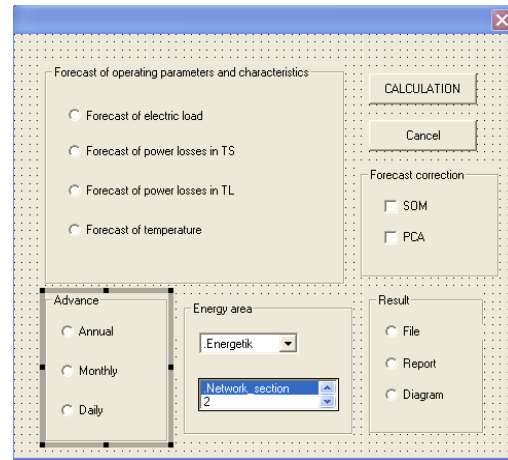 Forecast of operating parameters and characteristics
Forecast of electric load
Forecast of power losses in TS
Forecast of power losses in TL
Forecast of temperature
CALCULATION
Cancel
Forecast correction
SOM
PCA
Advance
Annual
Monthly
Daily
Energy area
.Energetik
.Network_section
2
Result
File
Report
Diagram